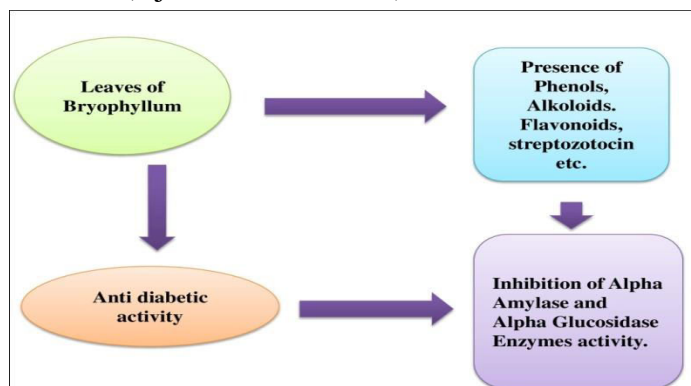 Leaves of
Bryophyllum
Presence of
Phenols,
Alkoloids.
Flavonoids,
streptozotocin
etc.
Anti diabetic
activity
Inhibition of Alpha
Amylase and
Alpha Glucosidase
Enzymes activity.